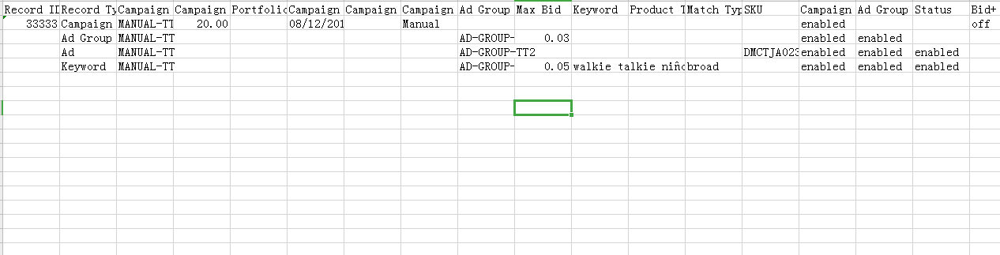 Record ID Record Ty Campaign Campaign Portfolio Campaign Campaign Campaign Ad Group Max Bid Keyword Product T Match Typ SKU Campaign Ad Group Status Bid+
33333 Campaign MANUAL-TT 20.00 08/12/201 Manual enabled off
Ad Group MANUAL-TT AD-GROUP- 0.03 enabled enabled
Ad MANUAL-TT AD-GROUP-TT2 DMCTJA023 enabled enabled enabled
Keyword MANUAL-TT AD-GROUP- 0.05 walkie talkie niño broad enabled enabled enabled